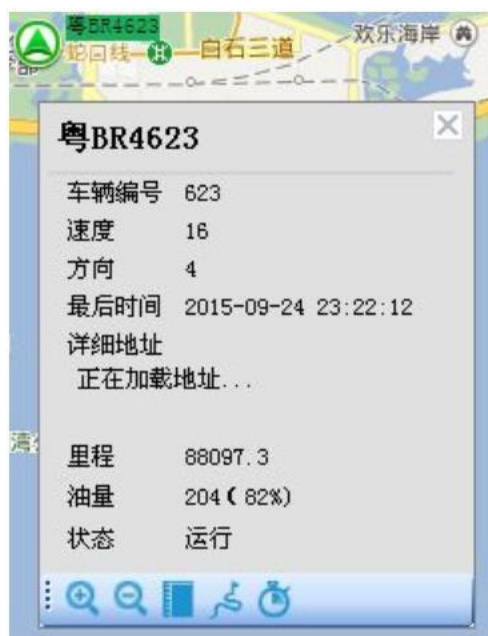 粤BR4623
蛇口线
白石三道
欢乐海岸
粤BR4623
车辆编号 623
速度 16
方向 4
最后时间 2015-09-24 23:22:12
详细地址
正在加载地址...
里程 88097.3
油量 204(82%)
状态 运行